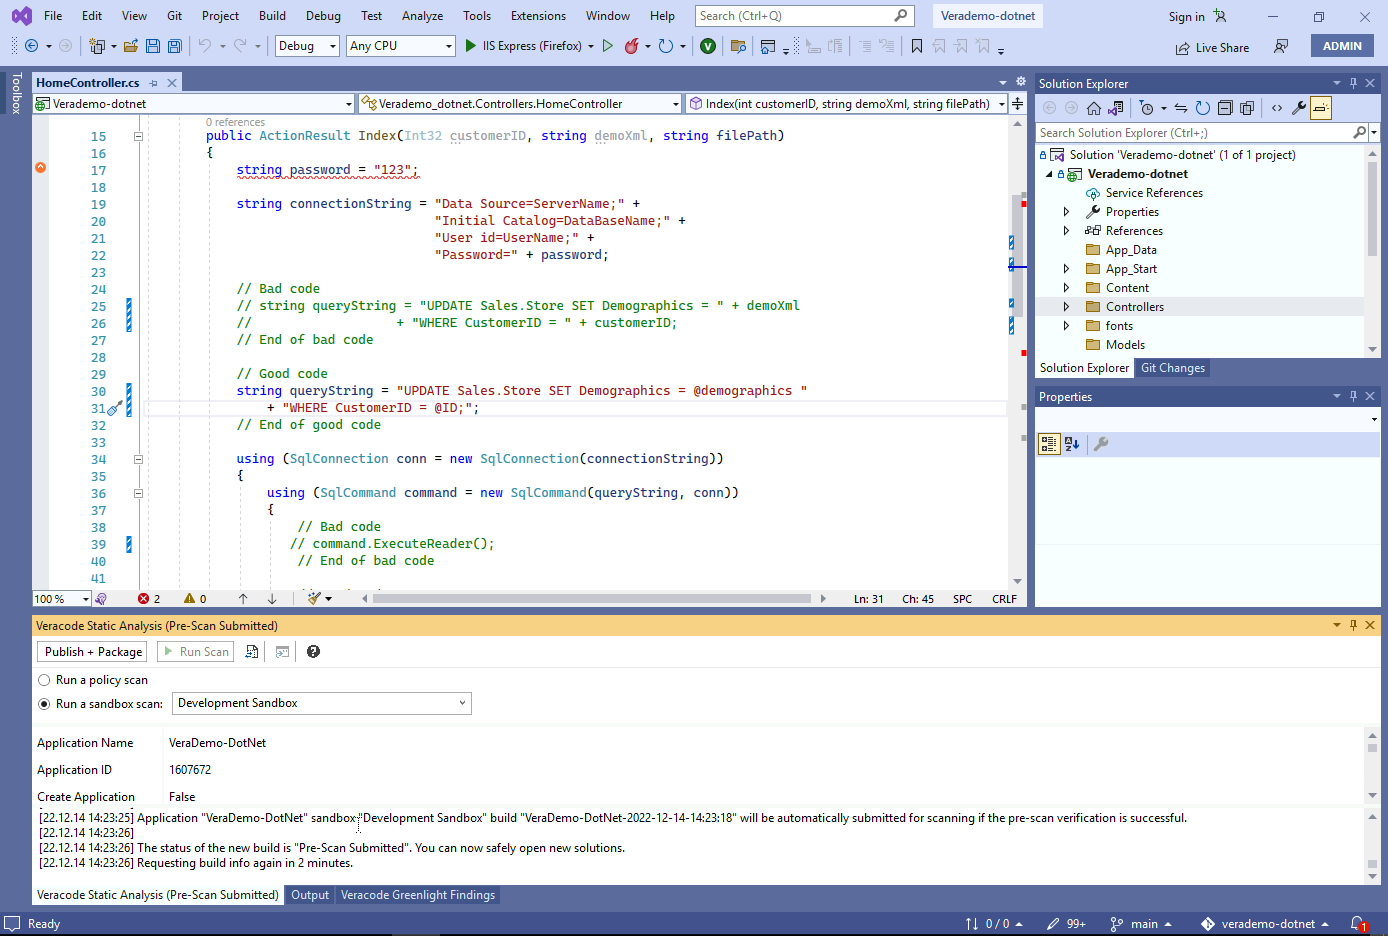 File Edit View Git Project Build Debug Test Analyze Tools Extensions Window Help Search (Ctrl+Q) Verademo-dotnet Sign in
Debug Any CPU IIS Express (Firefox) Live Share ADMIN
Toolbox
HomeController.cs
Verademo-dotnet Verademo_dotnet.Controllers.HomeController Index(int customerID, string demoXml, string filePath)
0 references
15 public ActionResult Index(Int32 customerID, string demoXml, string filePath)
16 {
17 string password = "123";
18
19 string connectionString = "Data Source=ServerName;" +
20 "Initial Catalog=DataBaseName;" +
21 "User id=UserName;" +
22 "Password=" + password;
23
24 // Bad code
25 // string queryString = "UPDATE Sales.Store SET Demographics = " + demoXml
26 // + "WHERE CustomerID = " + customerID;
27 // End of bad code
28
29 // Good code
30 string queryString = "UPDATE Sales.Store SET Demographics = @demographics "
31 + "WHERE CustomerID = @ID;";
32 // End of good code
33
34 using (SqlConnection conn = new SqlConnection(connectionString))
35 {
36 using (SqlCommand command = new SqlCommand(queryString, conn))
37 {
38 // Bad code
39 // command.ExecuteReader();
40 // End of bad code
41
100 % 2 0 Ln: 31 Ch: 45 SPC CRLF
Solution Explorer
Search Solution Explorer (Ctrl+;)
Solution 'Verademo-dotnet' (1 of 1 project)
Verademo-dotnet
Service References
Properties
References
App_Data
App_Start
Content
Controllers
fonts
Models
Solution Explorer Git Changes
Properties
Veracode Static Analysis (Pre-Scan Submitted)
Publish + Package Run Scan
Run a policy scan
Run a sandbox scan: Development Sandbox
Application Name VeraDemo-DotNet
Application ID 1607672
Create Application False
[22.12.14 14:23:25] Application "VeraDemo-DotNet" sandbox "Development Sandbox" build "VeraDemo-DotNet-2022-12-14-14:23:18" will be automatically submitted for scanning if the pre-scan verification is successful.
[22.12.14 14:23:26]
[22.12.14 14:23:26] The status of the new build is "Pre-Scan Submitted". You can now safely open new solutions.
[22.12.14 14:23:26] Requesting build info again in 2 minutes.
Veracode Static Analysis (Pre-Scan Submitted) Output Veracode Greenlight Findings
Ready 0 / 0 99+ main verademo-dotnet 1